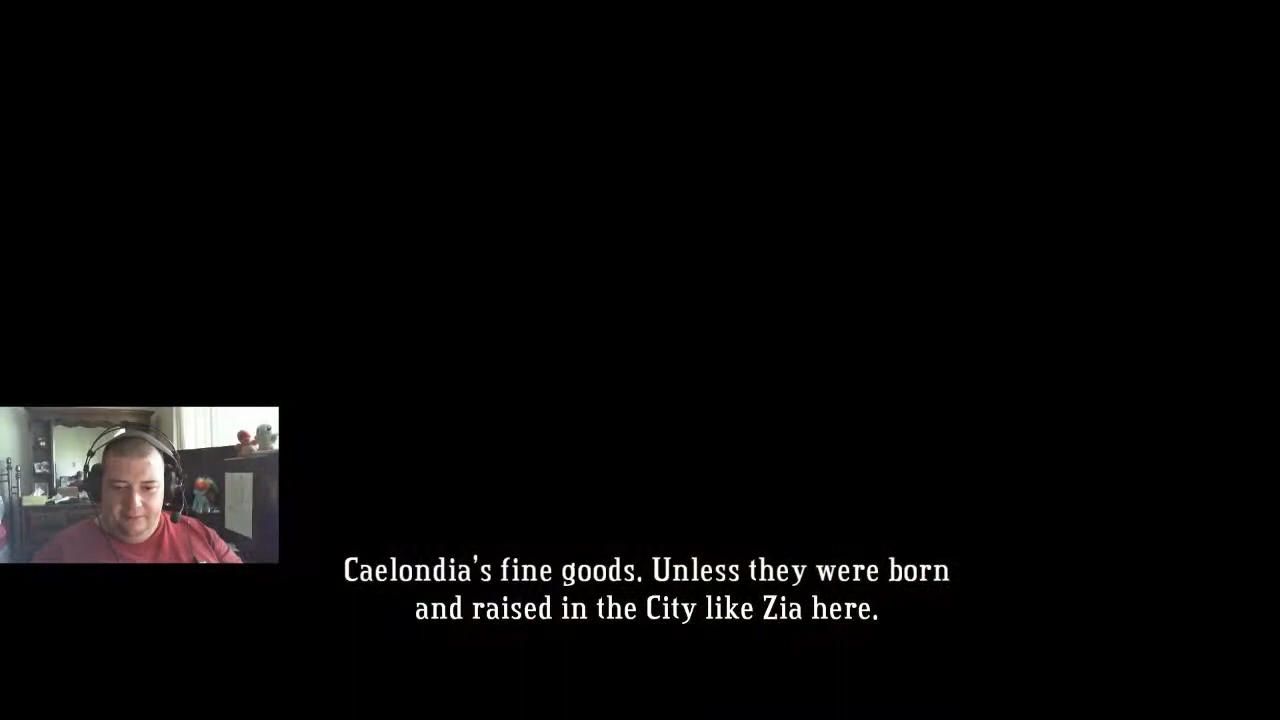 Caelondia's fine goods. Unless they were born
and raised in the City like Zia here.